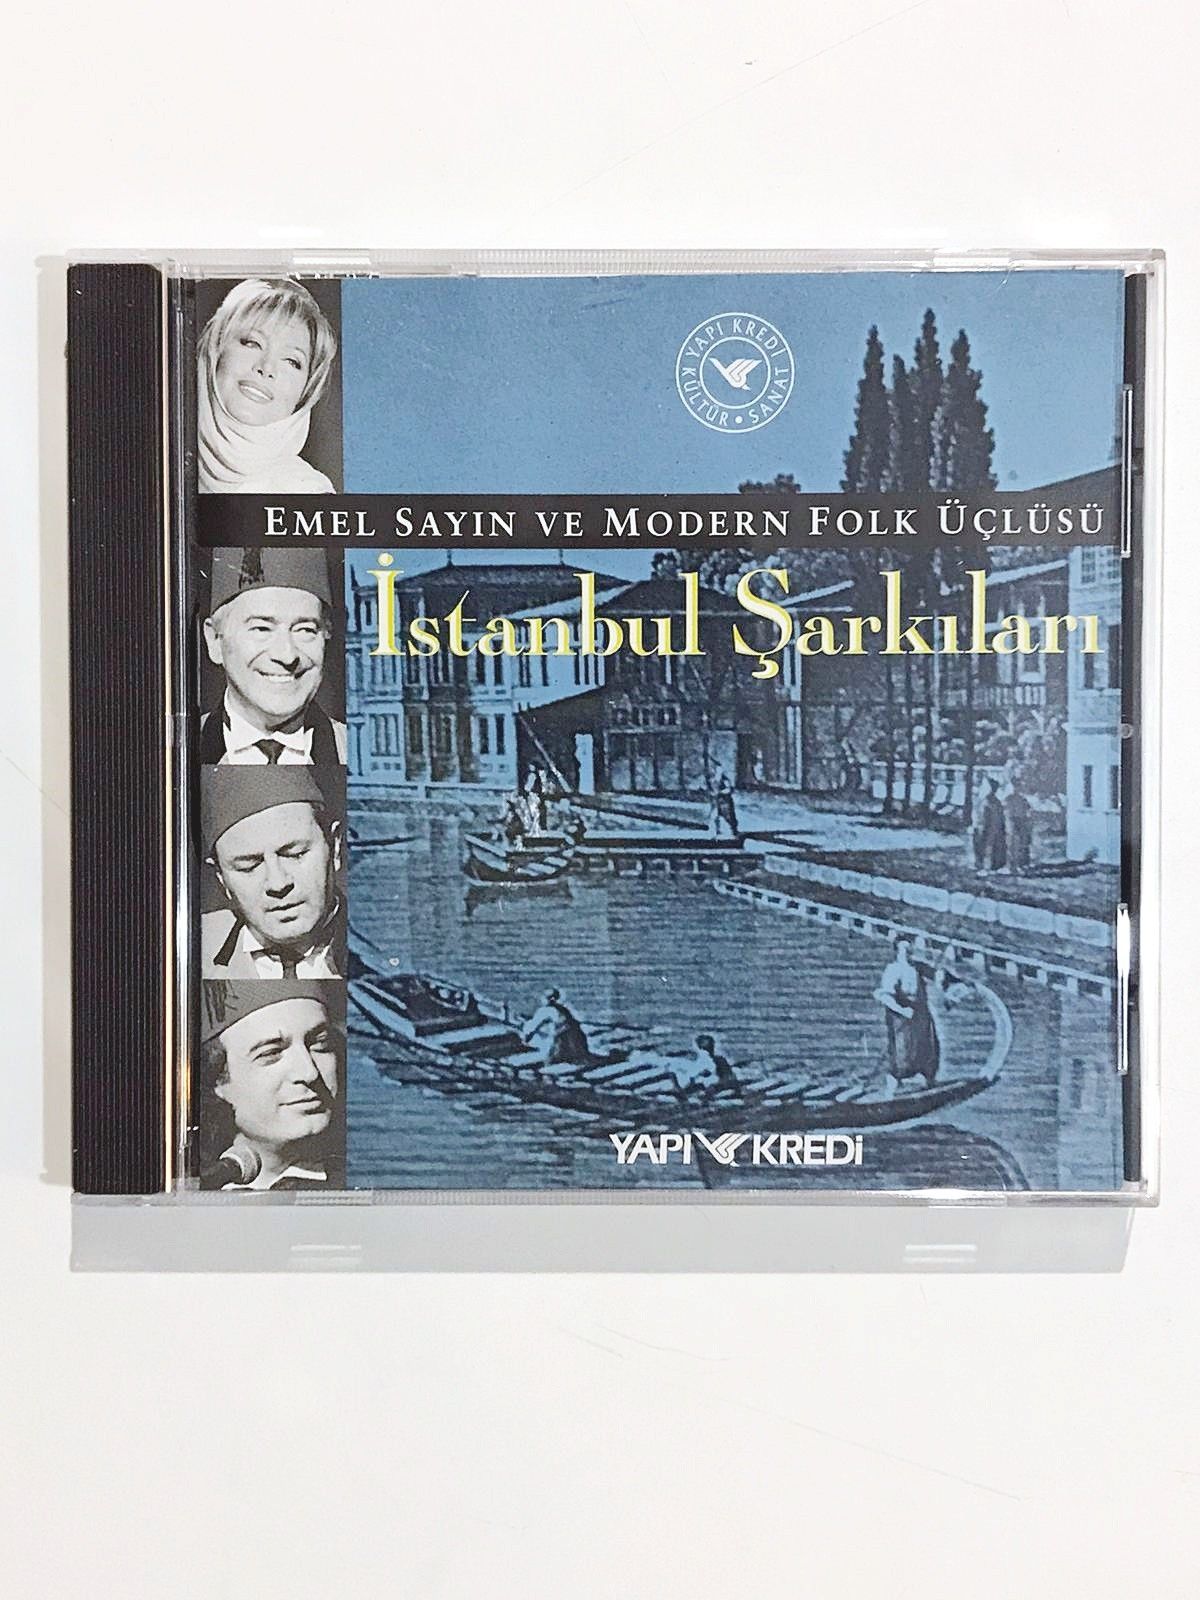 YAPI KREDİ KÜLTÜR • SANAT
EMEL SAYIN VE MODERN FOLK ÜÇLÜSÜ
İstanbul Şarkıları
YAPI KREDİ